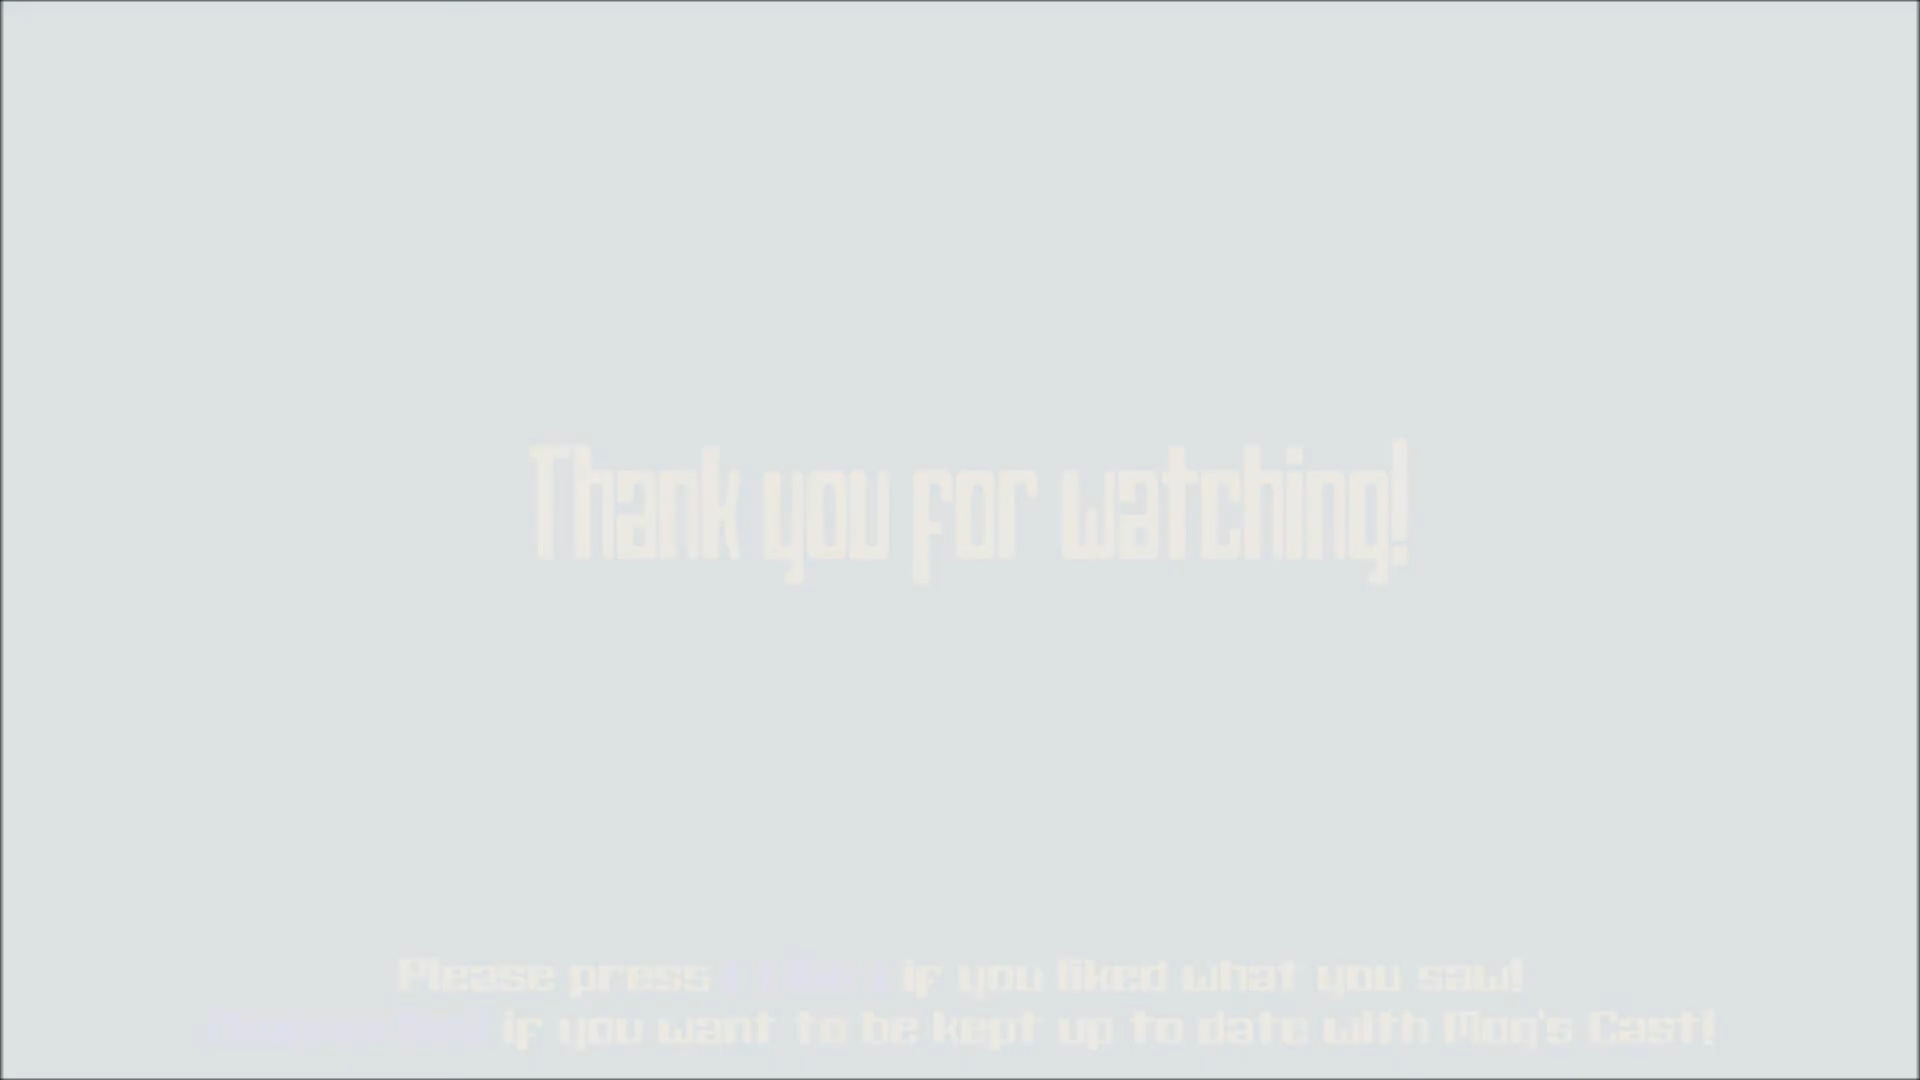 Thank you for watching!
Please press if you liked what you saw!
if you want to be kept up to date with Mog's Cast!